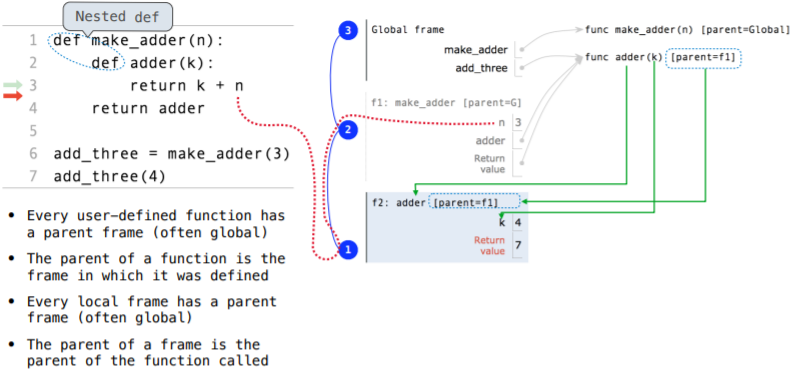 Nested def
1 def make_adder(n):
2 def adder(k):
3 return k + n
4 return adder
5
6 add_three = make_adder(3)
7 add_three(4)
• Every user-defined function has
a parent frame (often global)
• The parent of a function is the
frame in which it was defined
• Every local frame has a parent
frame (often global)
• The parent of a frame is the
parent of the function called
3
Global frame
make_adder
add_three
func make_adder(n) [parent=Global]
func adder(k) [parent=f1]
2
f1: make_adder [parent=G]
n 3
adder
Return
value
1
f2: adder [parent=f1]
k 4
Return
value 7